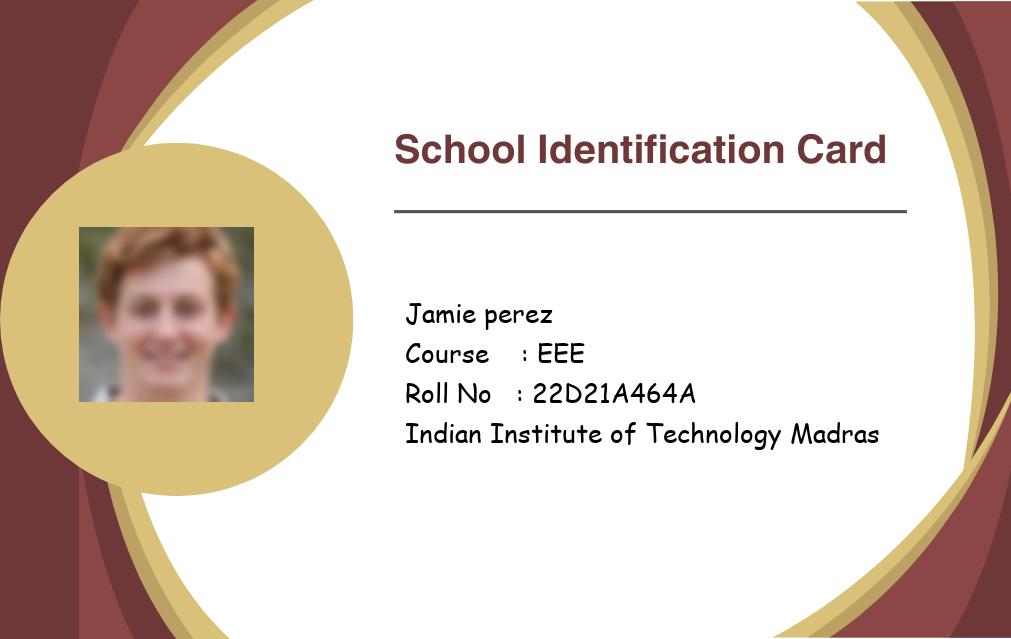 School Identification Card
Jamie perez
Course : EEE
Roll No : 22D21A464A
Indian Institute of Technology Madras